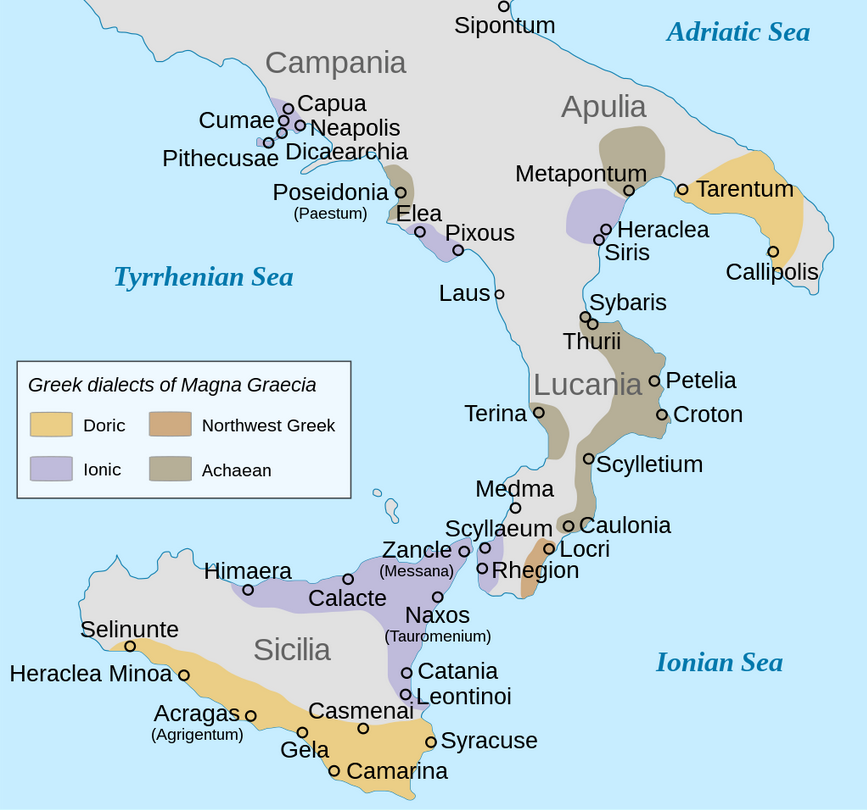 Sipontum
Adriatic Sea
Campania
Apulia
Capua
Cumae
Neapolis
Dicaearchia
Pithecusae
Metapontum
Tarentum
Poseidonia
(Paestum)
Elea
Pixous
Heraclea
Siris
Callipolis
Tyrrhenian Sea
Laus
Sybaris
Thurii
Greek dialects of Magna Graecia
Doric
Northwest Greek
Ionic
Achaean
Lucania
Petelia
Terina
Croton
Scylletium
Medma
Scyllaeum
Caulonia
Zancle
(Messana)
Locri
Rhegion
Himaera
Calacte
Naxos
(Tauromenium)
Selinunte
Sicilia
Ionian Sea
Heraclea Minoa
Catania
Leontinoi
Acragas
(Agrigentum)
Casmenai
Gela
Syracuse
Camarina